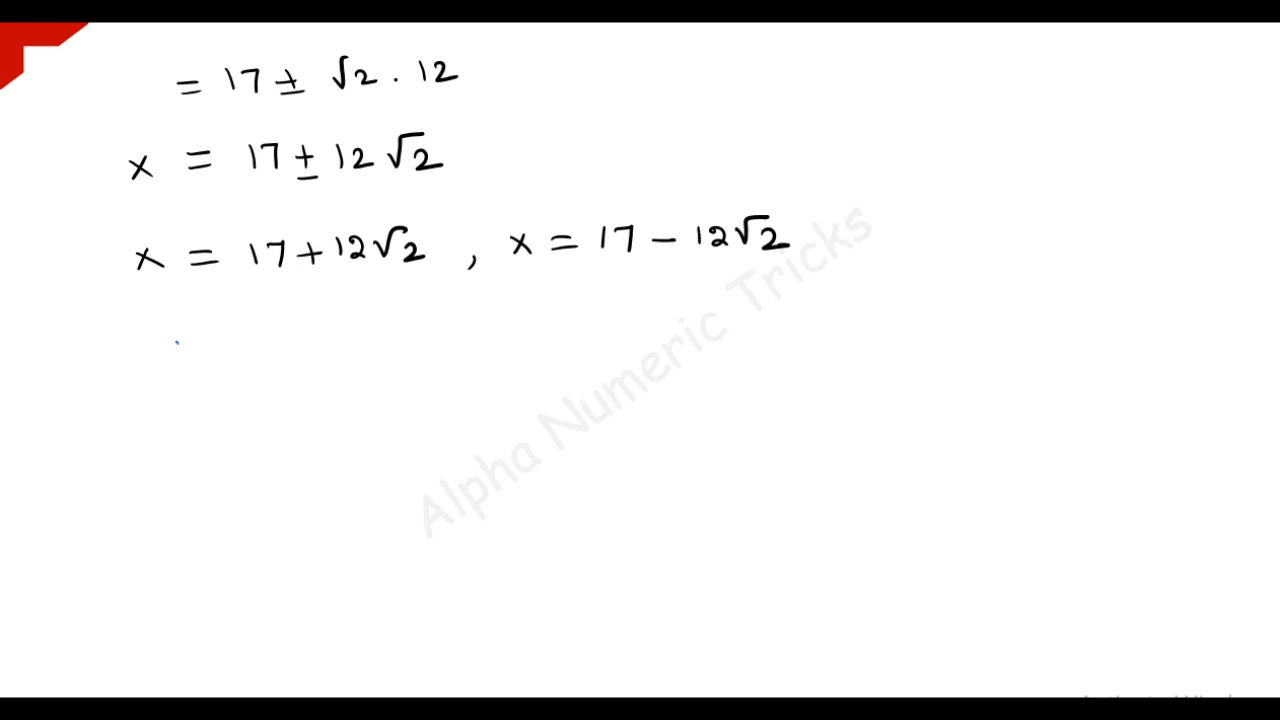 = 17 ± √2 . 12
x = 17 ± 12 √2
x = 17 + 12√2 , x = 17 − 12√2
Alpha Numeric Tricks